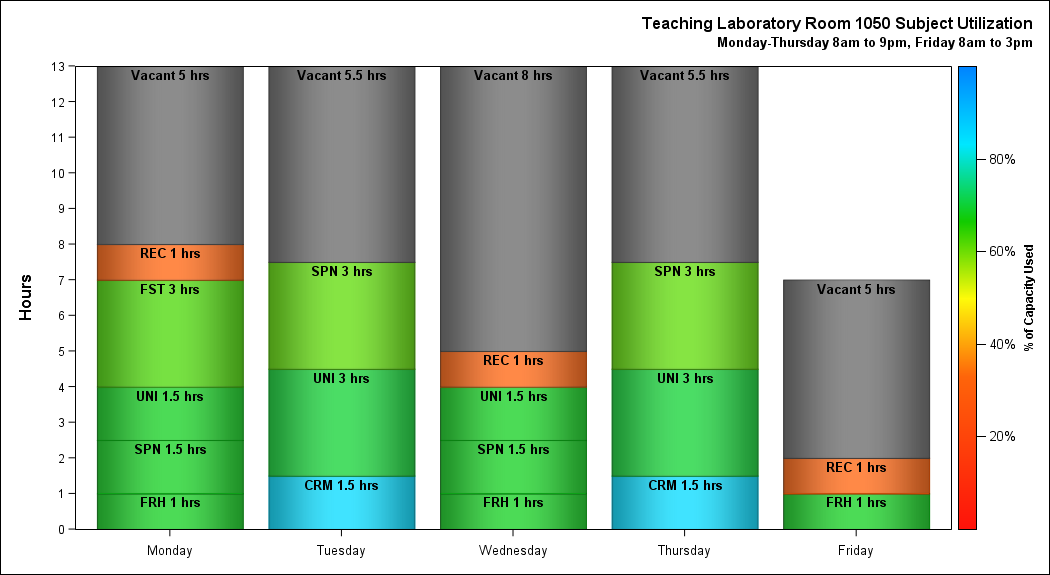 Teaching Laboratory Room 1050 Subject Utilization
Monday-Thursday 8am to 9pm, Friday 8am to 3pm
Hours
13
12
11
10
9
8
7
6
5
4
3
2
1
0
Vacant 5 hrs
REC 1 hrs
FST 3 hrs
UNI 1.5 hrs
SPN 1.5 hrs
FRH 1 hrs
Monday
Vacant 5.5 hrs
SPN 3 hrs
UNI 3 hrs
CRM 1.5 hrs
Tuesday
Vacant 8 hrs
REC 1 hrs
UNI 1.5 hrs
SPN 1.5 hrs
FRH 1 hrs
Wednesday
Vacant 5.5 hrs
SPN 3 hrs
UNI 3 hrs
CRM 1.5 hrs
Thursday
Vacant 5 hrs
REC 1 hrs
FRH 1 hrs
Friday
80%
60%
40%
20%
% of Capacity Used